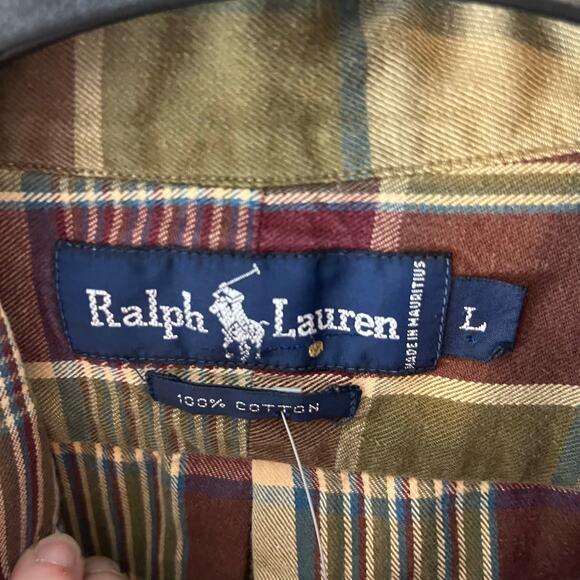 Ralph Lauren
MADE IN MAURITIUS
L
100% COTTON